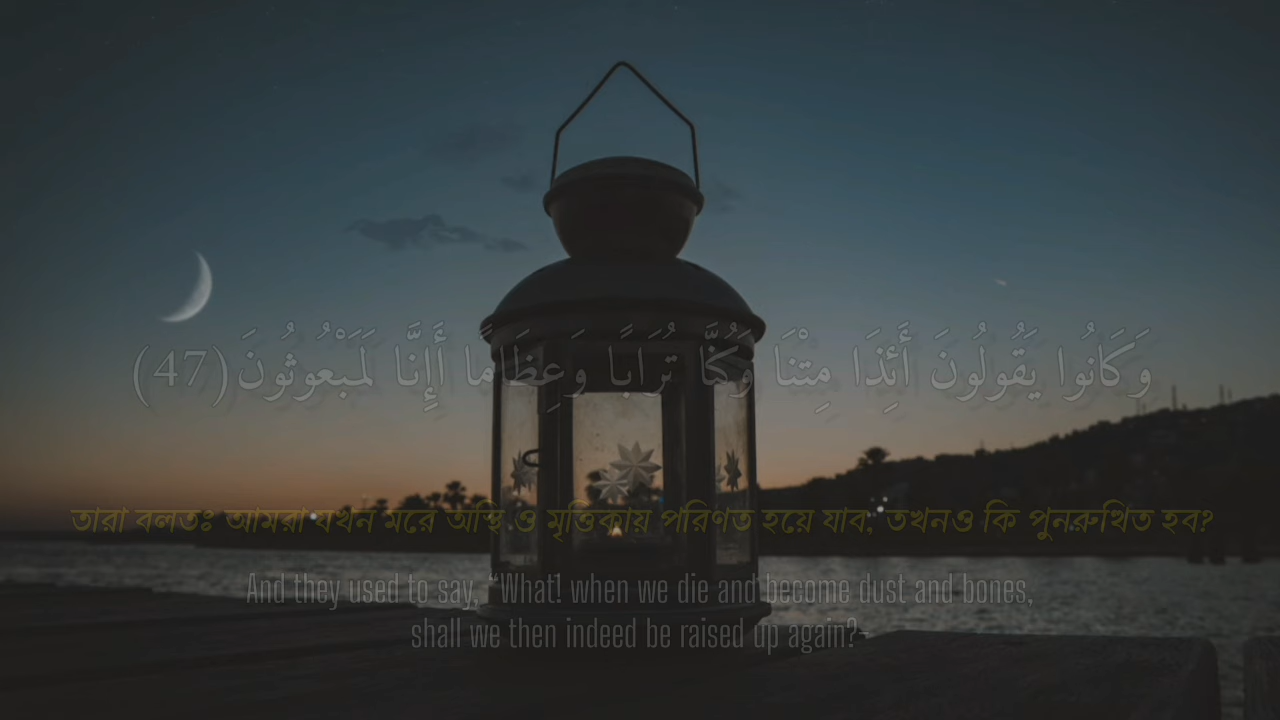 وَكَانُوا يَقُولُونَ أَئِذَا مِتْنَا وَكُنَّا تُرَابًا وَعِظَامًا أَإِنَّا لَمَبْعُوثُونَ (47)
তারা বলতঃ আমরা যখন মরে অস্থি ও মৃত্তিকায় পরিণত হয়ে যাব, তখনও কি পুনরুত্থিত হব?
And they used to say, "What! when we die and become dust and bones,
shall we then indeed be raised up again?